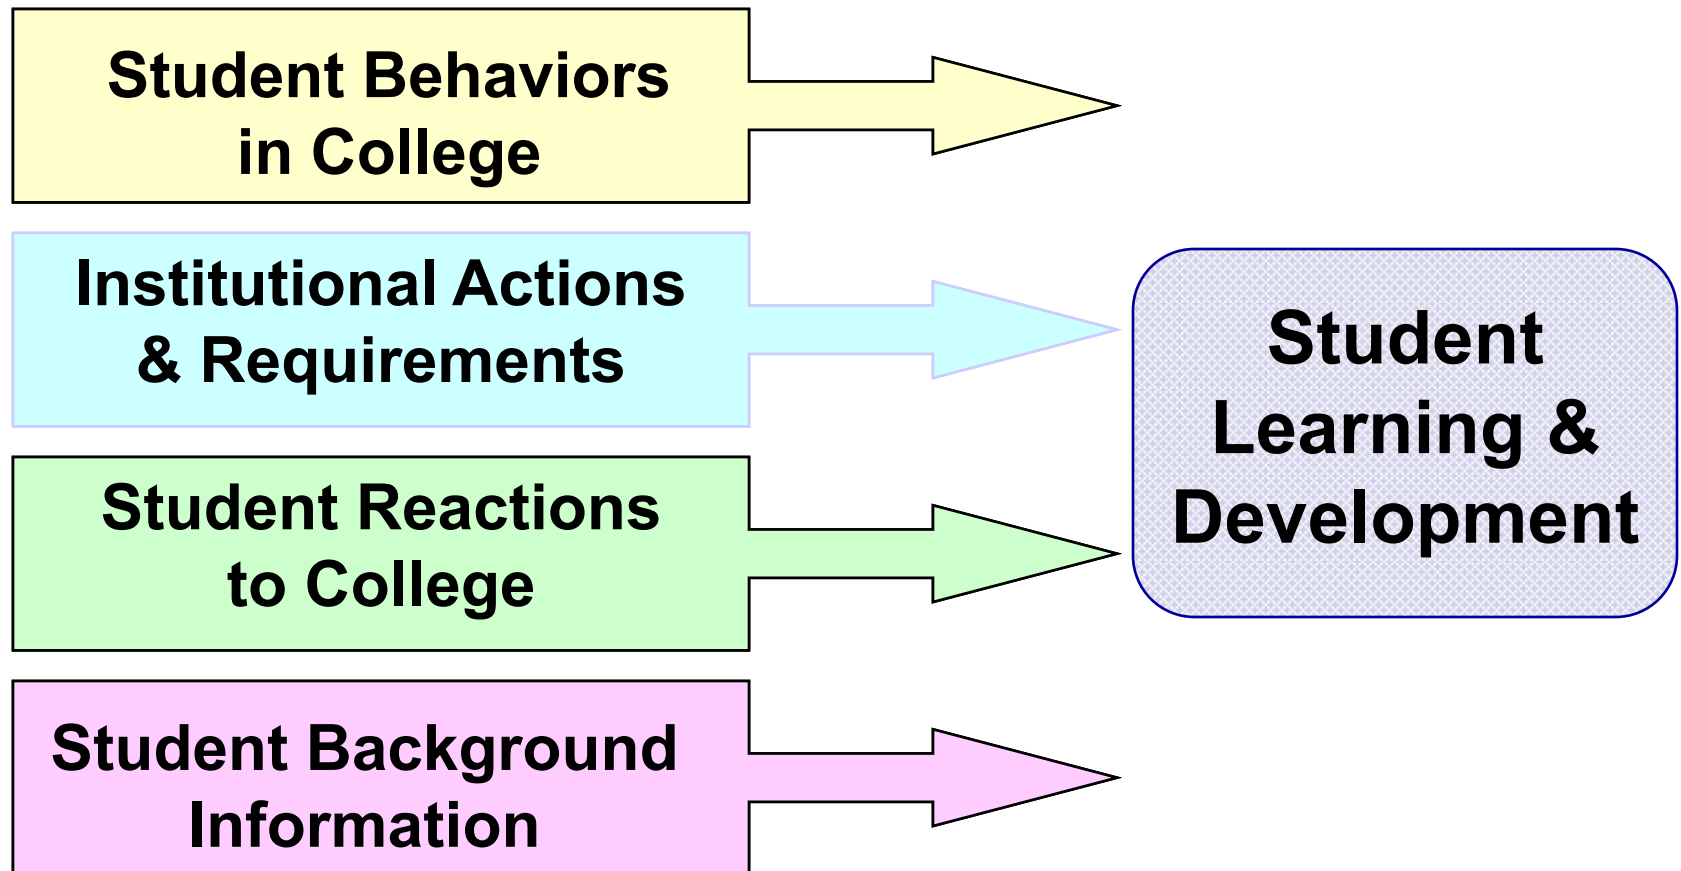 Student Behaviors
in College
Institutional Actions
& Requirements
Student Reactions
to College
Student Background
Information
Student
Learning &
Development